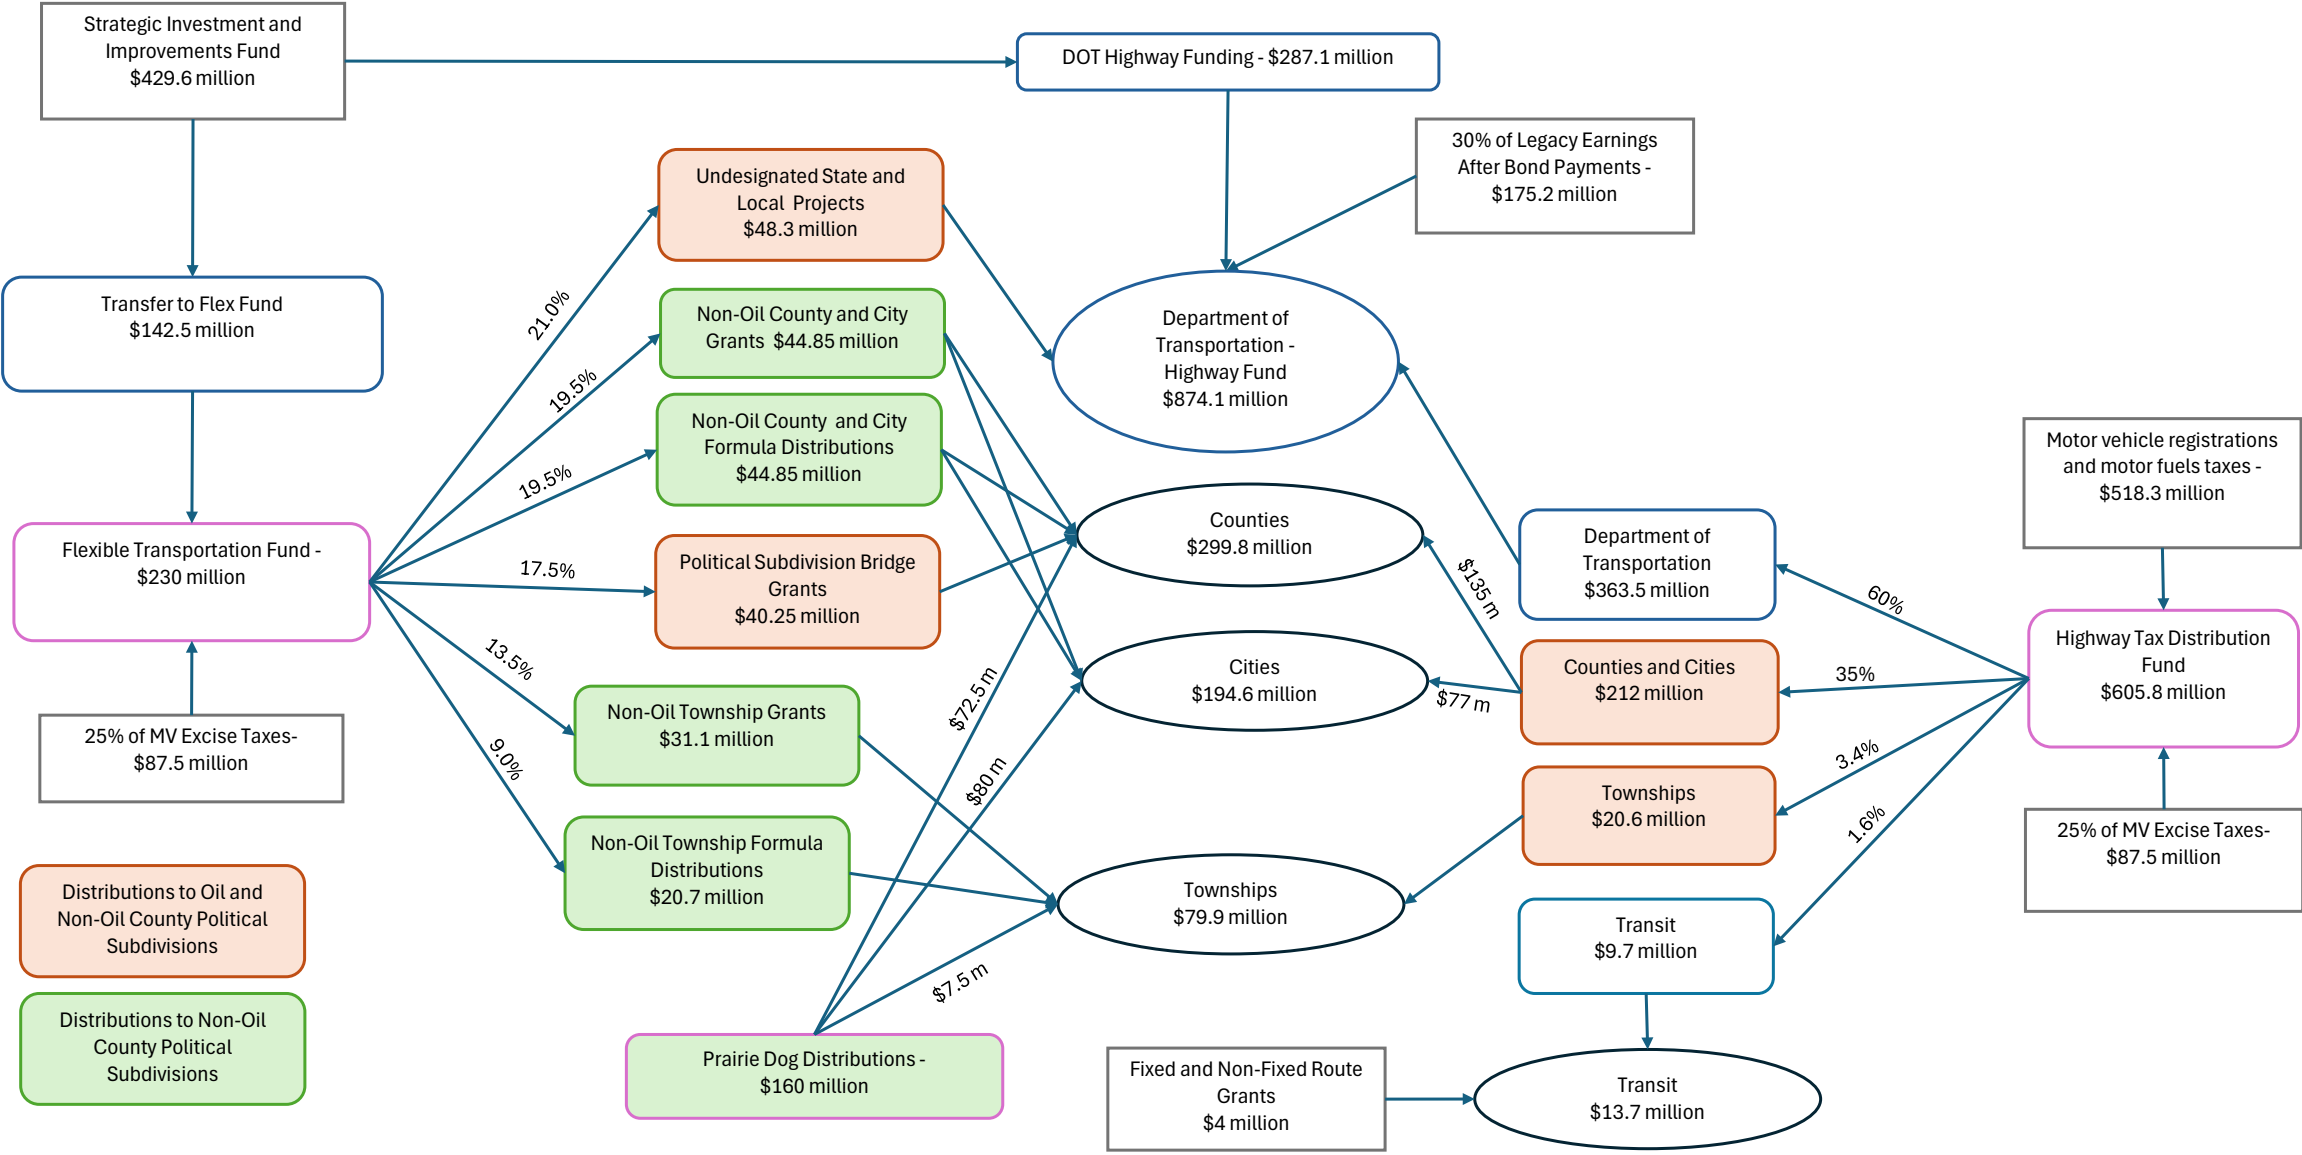 Strategic Investment and
Improvements Fund
$429.6 million
DOT Highway Funding - $287.1 million
30% of Legacy Earnings
After Bond Payments -
$175.2 million
Undesignated State and
Local Projects
$48.3 million
Transfer to Flex Fund
$142.5 million
21.0%
Non-Oil County and City
Grants $44.85 million
Department of
Transportation -
Highway Fund
$874.1 million
19.5%
Non-Oil County and City
Formula Distributions
$44.85 million
19.5%
Motor vehicle registrations
and motor fuels taxes -
$518.3 million
Flexible Transportation Fund -
$230 million
17.5%
Political Subdivision Bridge
Grants
$40.25 million
Counties
$299.8 million
$135 m
Department of
Transportation
$363.5 million
60%
Highway Tax Distribution
Fund
$605.8 million
13.5%
Cities
$194.6 million
$77 m
Counties and Cities
$212 million
35%
25% of MV Excise Taxes-
$87.5 million
9.0%
Non-Oil Township Grants
$31.1 million
$72.5 m
$80 m
Townships
$20.6 million
3.4%
1.6%
25% of MV Excise Taxes-
$87.5 million
Non-Oil Township Formula
Distributions
$20.7 million
Townships
$79.9 million
Transit
$9.7 million
$7.5 m
Distributions to Oil and
Non-Oil County Political
Subdivisions
Distributions to Non-Oil
County Political
Subdivisions
Prairie Dog Distributions -
$160 million
Fixed and Non-Fixed Route
Grants
$4 million
Transit
$13.7 million